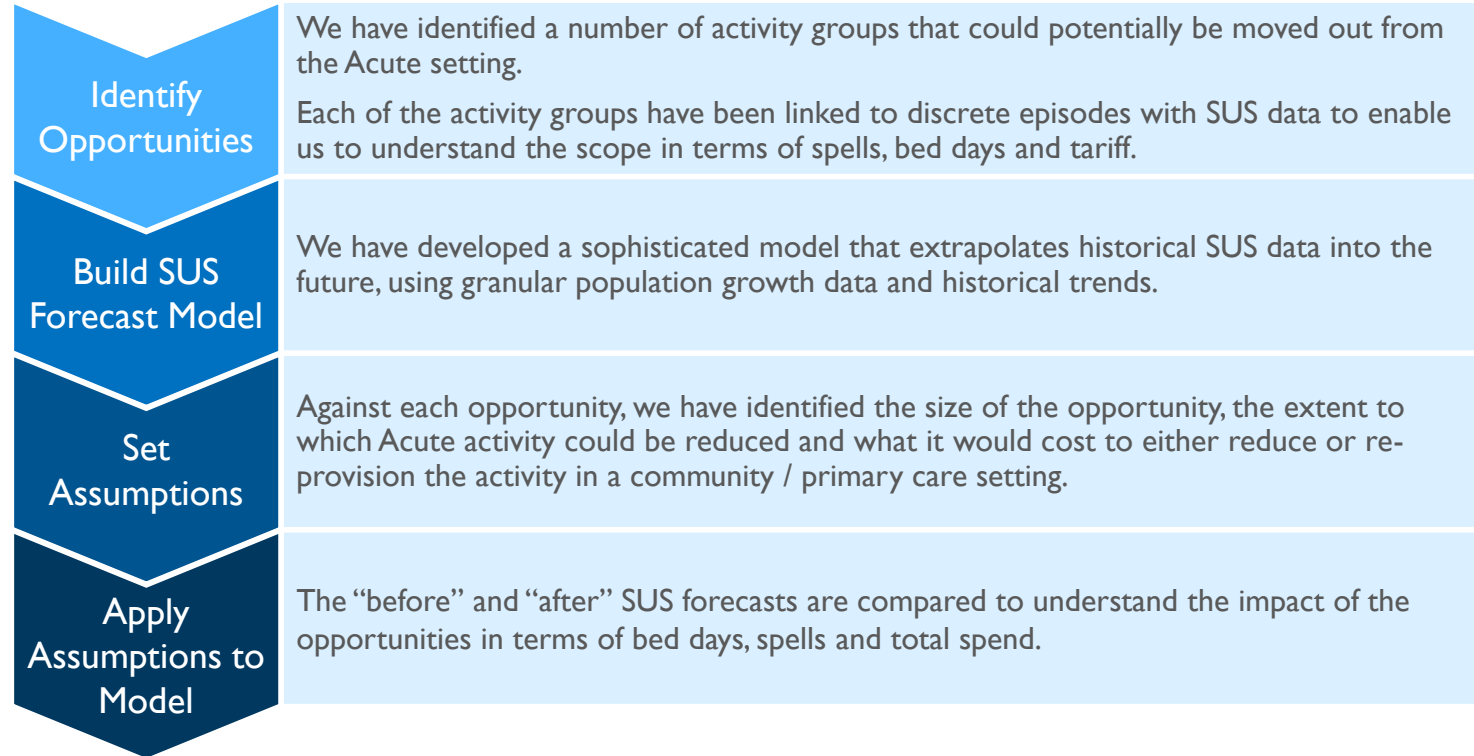 Identify
Opportunities
We have identified a number of activity groups that could potentially be moved out from
the Acute setting.
Each of the activity groups have been linked to discrete episodes with SUS data to enable
us to understand the scope in terms of spells, bed days and tariff.
Build SUS
Forecast Model
We have developed a sophisticated model that extrapolates historical SUS data into the
future, using granular population growth data and historical trends.
Set
Assumptions
Against each opportunity, we have identified the size of the opportunity, the extent to
which Acute activity could be reduced and what it would cost to either reduce or re-
provision the activity in a community / primary care setting.
Apply
Assumptions to
Model
The “before” and “after” SUS forecasts are compared to understand the impact of the
opportunities in terms of bed days, spells and total spend.